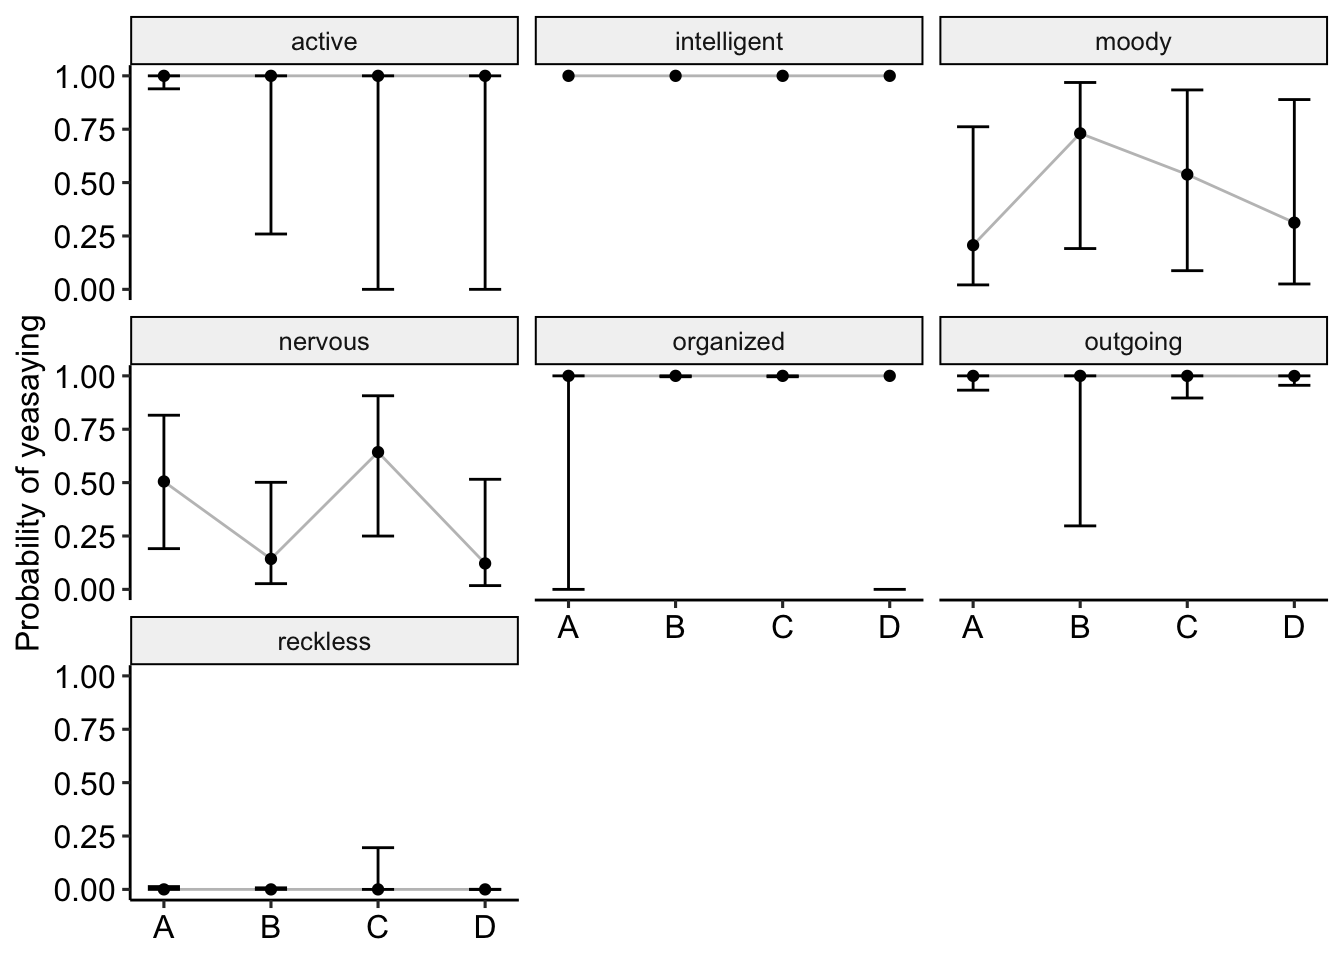 active intelligent moody
1.00
0.75
0.50
0.25
0.00
nervous organized outgoing
1.00
0.75
0.50
0.25
0.00
A B C D A B C D
Probability of yeasaying
reckless
1.00
0.75
0.50
0.25
0.00
A B C D